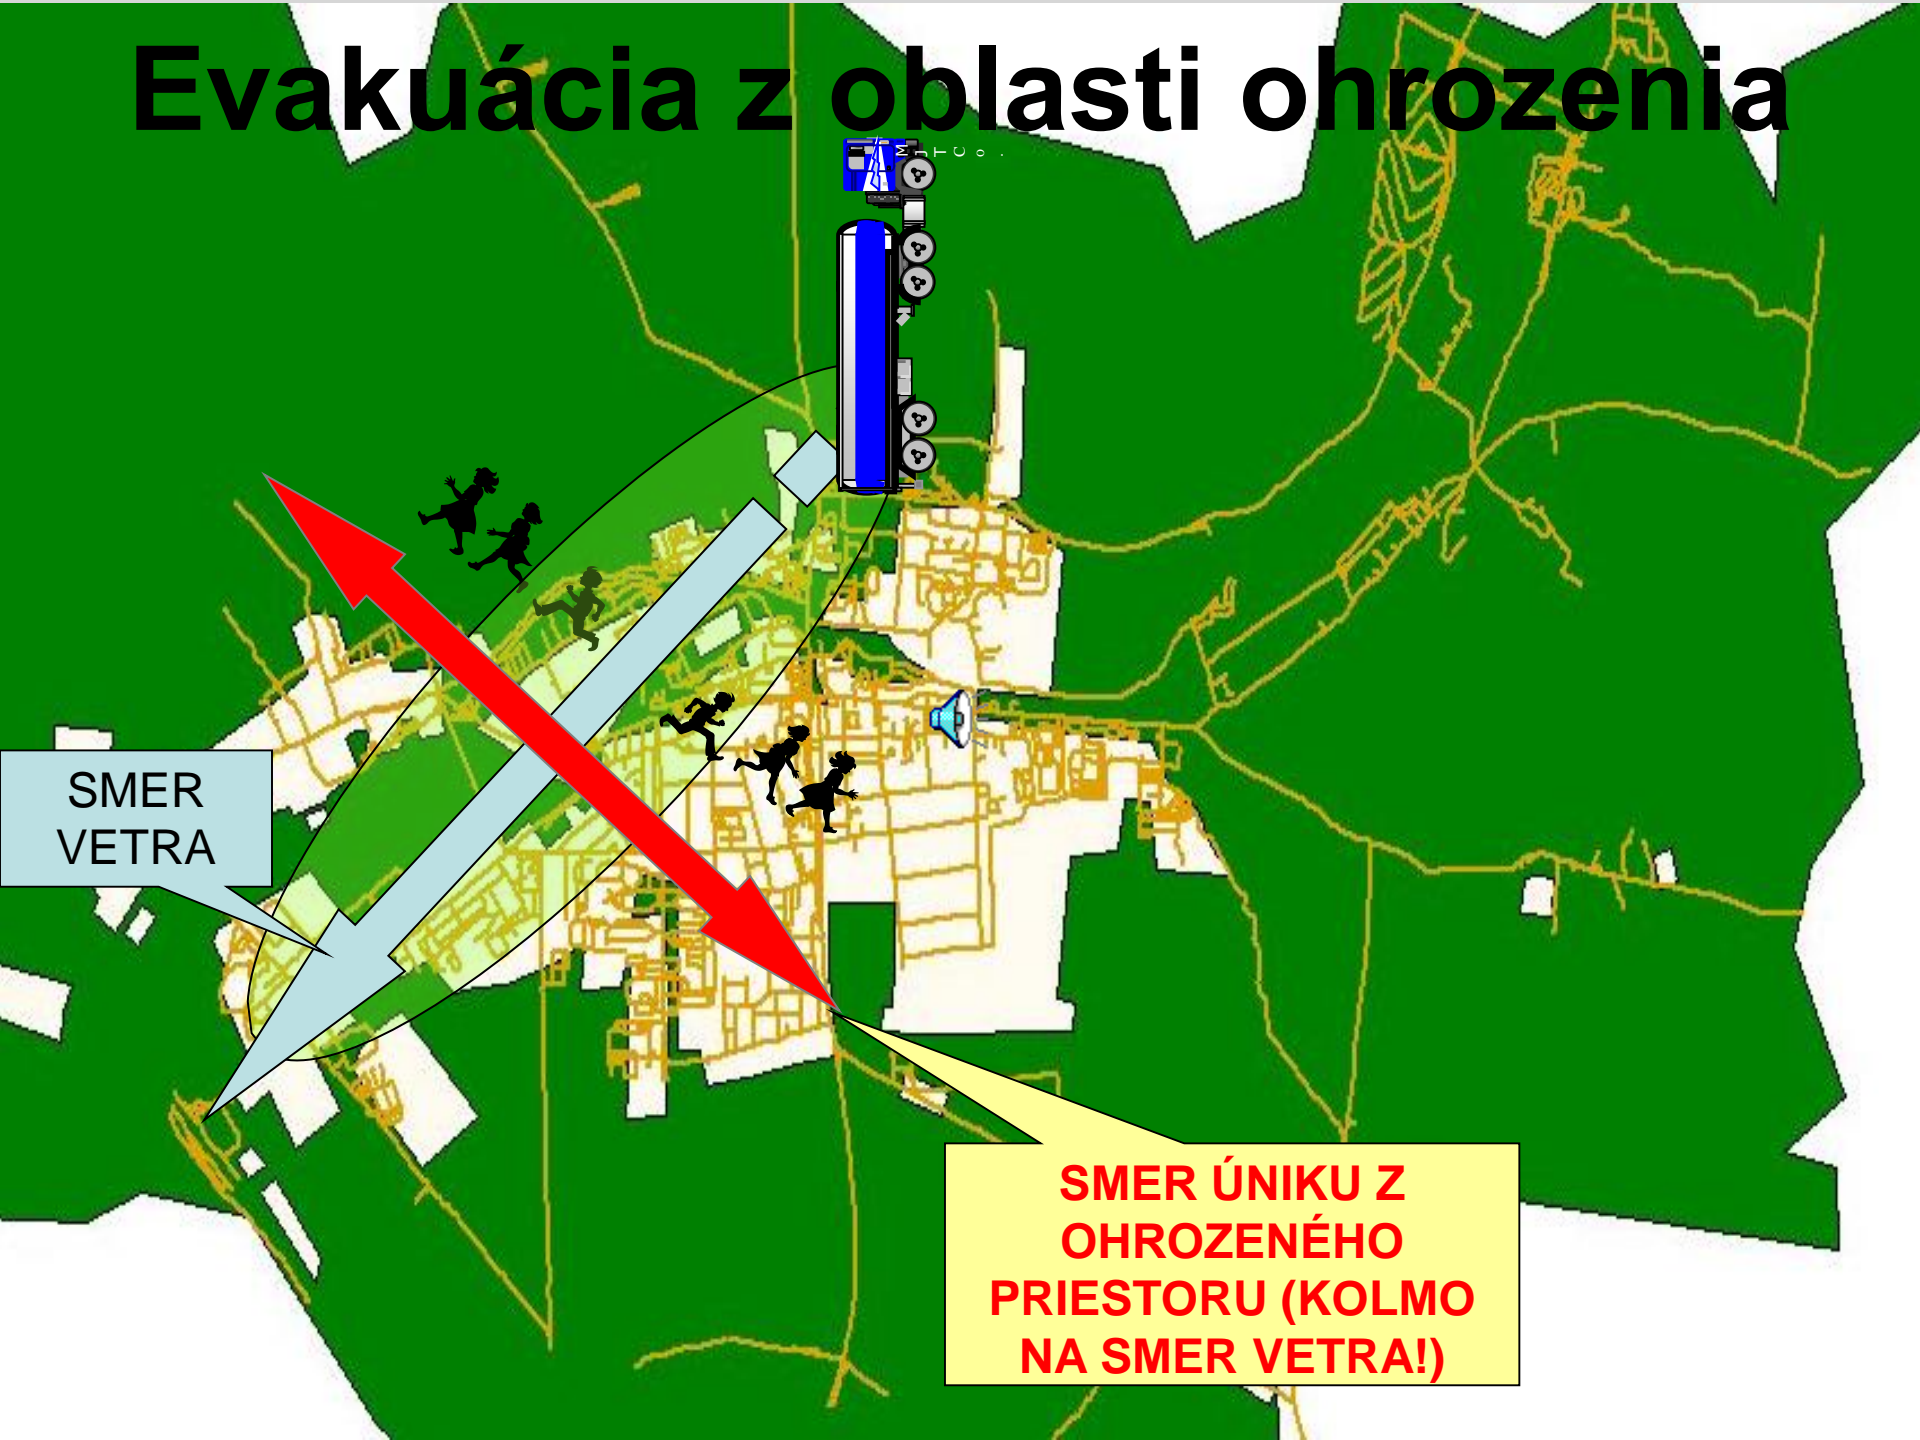 Evakuácia z oblasti ohrozenia
M J T C o .
SMER
VETRA
SMER ÚNIKU Z
OHROZENÉHO
PRIESTORU (KOLMO
NA SMER VETRA!)